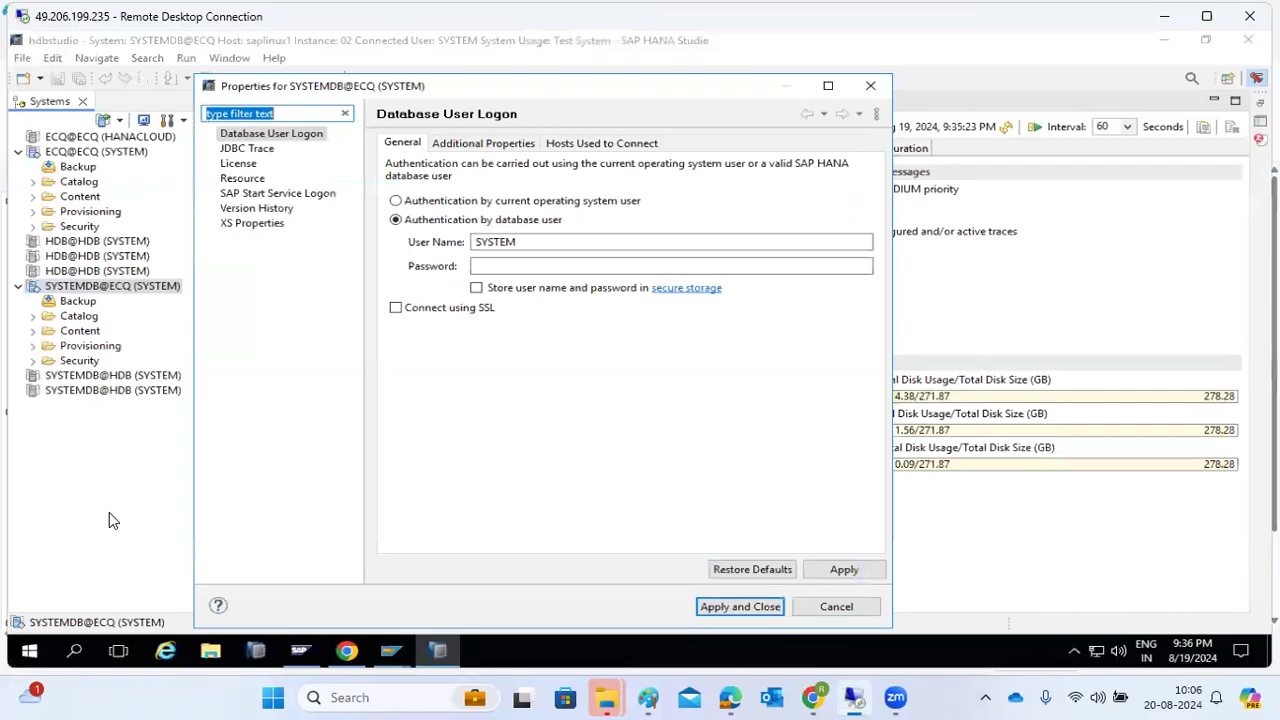 49.206.199.235 - Remote Desktop Connection
hdbstudio - System: SYSTEMDB@ECQ Host: saplinux1 Instance: 02 Connected User: SYSTEM System Usage: Test System - SAP HANA Studio
File Edit Navigate Search Run Window Help
Systems
ECQ@ECQ (HANACLOUD)
ECQ@ECQ (SYSTEM)
Backup
Catalog
Content
Provisioning
Security
HDB@HDB (SYSTEM)
HDB@HDB (SYSTEM)
HDB@HDB (SYSTEM)
SYSTEMDB@ECQ (SYSTEM)
Backup
Catalog
Content
Provisioning
Security
SYSTEMDB@HDB (SYSTEM)
SYSTEMDB@HDB (SYSTEM)
SYSTEMDB@ECQ (SYSTEM)
Properties for SYSTEMDB@ECQ (SYSTEM)
type filter text
Database User Logon
JDBC Trace
License
Resource
SAP Start Service Logon
Version History
XS Properties
Database User Logon
General Additional Properties Hosts Used to Connect
Authentication can be carried out using the current operating system user or a valid SAP HANA
database user
Authentication by current operating system user
Authentication by database user
User Name: SYSTEM
Password:
Store user name and password in secure storage
Connect using SSL
Restore Defaults Apply
Apply and Close Cancel
19, 2024, 9:35:23 PM Interval: 60 Seconds
uration
essages
DIUM priority
gured and/or active traces
al Disk Usage/Total Disk Size (GB)
4.38/271.87 278.28
l Disk Usage/Total Disk Size (GB)
1.56/271.87 278.28
al Disk Usage/Total Disk Size (GB)
0.09/271.87 278.28
SAP
ENG
IN
9:36 PM
8/19/2024
1
Search
zm
10:06
20-08-2024
PRE